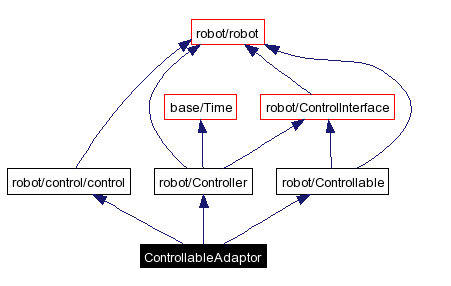 robot/robot
base/Time
robot/ControlInterface
robot/control/control
robot/Controller
robot/Controllable
ControllableAdaptor